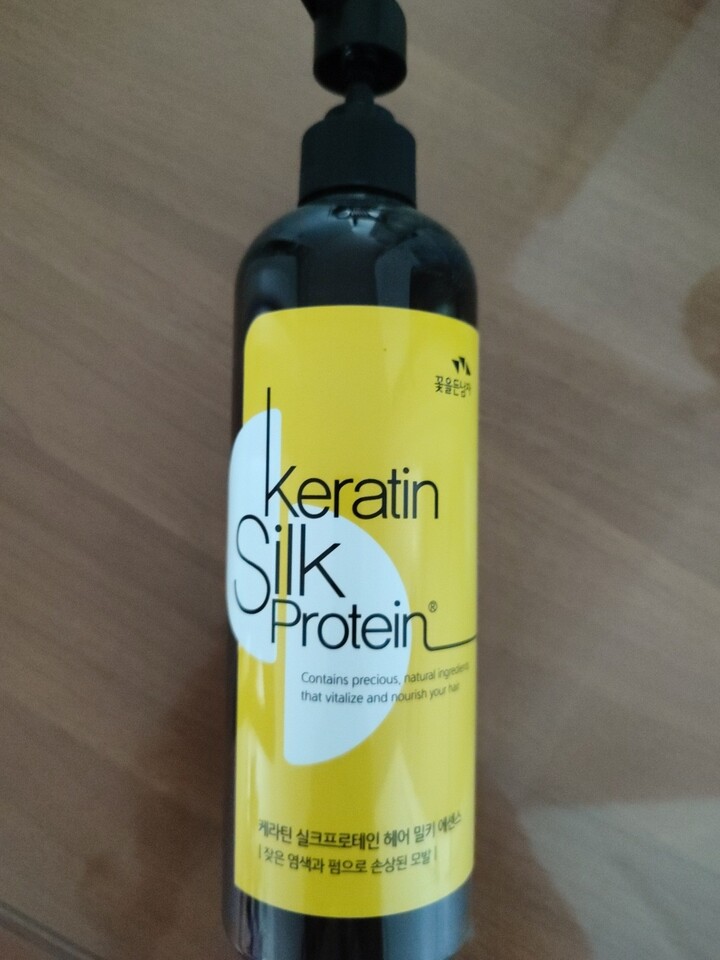 꽃을든남자
Keratin
Silk
Protein®
Contains precious, natural ingredients
that vitalize and nourish your hair
케라틴 실크프로테인 헤어 밀키 에센스
| 잦은 염색과 펌으로 손상된 모발 |